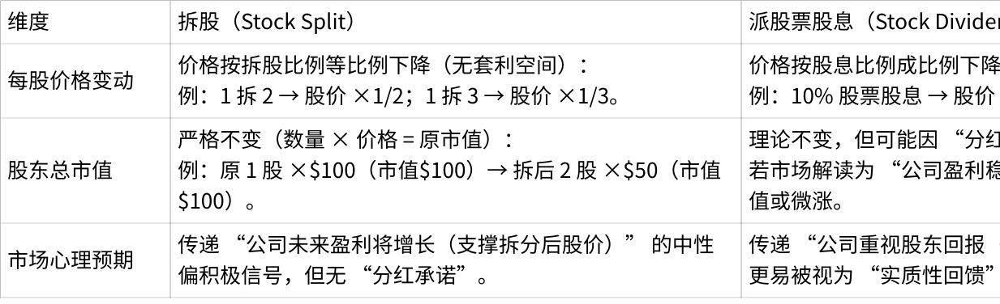 维度
拆股（Stock Split）
派股票股息（Stock
每股价格变动
价格按拆股比例等比例下降（无套利空间）：
例：1 拆 2 → 股价 ×1/2；1 拆 3 → 股价 ×1/3。
价格按股息比例成比例下降
例：10% 股票股息 → 股价
股东总市值
严格不变（数量 × 价格 = 原市值）：
例：原 1 股 ×$100（市值$100）→ 拆后 2 股 ×$50（市值
$100）。
理论不变，但可能因 “分红
若市场解读为 “公司盈利稳
值或微涨。
市场心理预期
传递 “公司未来盈利将增长（支撑拆分后股价）” 的中性
偏积极信号，但无 “分红承诺”。
传递 “公司重视股东回报
更易被视为 “实质性回馈”